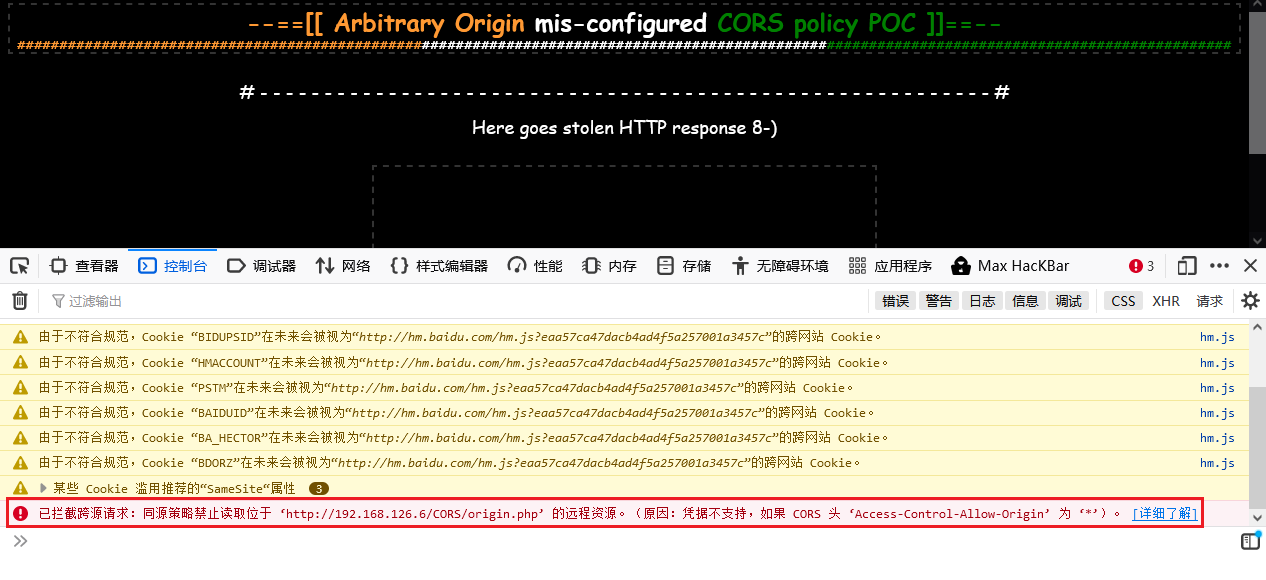 --==[[ Arbitrary Origin mis-configured CORS policy POC ]]==--
#------------------------------------------------------------#
Here goes stolen HTTP response 8-)
查看器 控制台 调试器 网络 样式编辑器 性能 内存 存储 无障碍环境 应用程序 Max HacKBar 3
过滤输出 错误 警告 日志 信息 调试 CSS XHR 请求
由于不符合规范，Cookie “BIDUPSID”在未来会被视为“http://hm.baidu.com/hm.js?eaa57ca47dacb4ad4f5a257001a3457c”的跨网站 Cookie。 hm.js
由于不符合规范，Cookie “HMACCOUNT”在未来会被视为“http://hm.baidu.com/hm.js?eaa57ca47dacb4ad4f5a257001a3457c”的跨网站 Cookie。 hm.js
由于不符合规范，Cookie “PSTM”在未来会被视为“http://hm.baidu.com/hm.js?eaa57ca47dacb4ad4f5a257001a3457c”的跨网站 Cookie。 hm.js
由于不符合规范，Cookie “BAIDUID”在未来会被视为“http://hm.baidu.com/hm.js?eaa57ca47dacb4ad4f5a257001a3457c”的跨网站 Cookie。 hm.js
由于不符合规范，Cookie “BA_HECTOR”在未来会被视为“http://hm.baidu.com/hm.js?eaa57ca47dacb4ad4f5a257001a3457c”的跨网站 Cookie。 hm.js
由于不符合规范，Cookie “BDORZ”在未来会被视为“http://hm.baidu.com/hm.js?eaa57ca47dacb4ad4f5a257001a3457c”的跨网站 Cookie。 hm.js
某些 Cookie 滥用推荐的“SameSite“属性 3
已拦截跨源请求：同源策略禁止读取位于 ‘http://192.168.126.6/CORS/origin.php’ 的远程资源。（原因：凭据不支持，如果 CORS 头 ‘Access-Control-Allow-Origin’ 为 ‘*’）。 [详细了解]